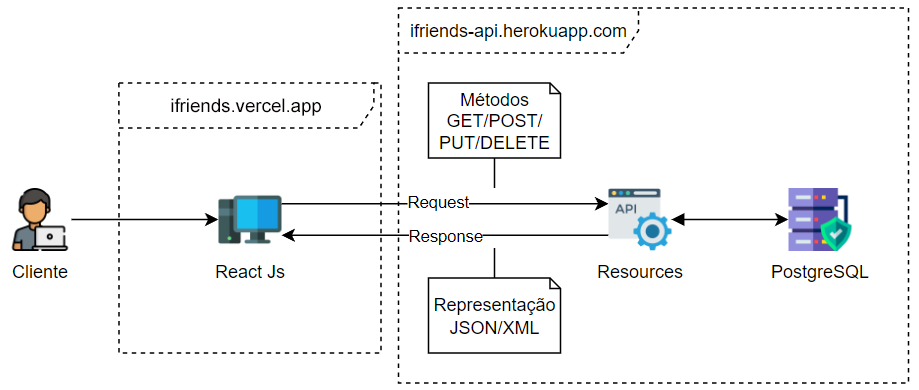 ifriends-api.herokuapp.com
ifriends.vercel.app
Métodos
GET/POST/
PUT/DELETE
Request
API
Response
Cliente
React Js
Resources
PostgreSQL
Representação
JSON/XML